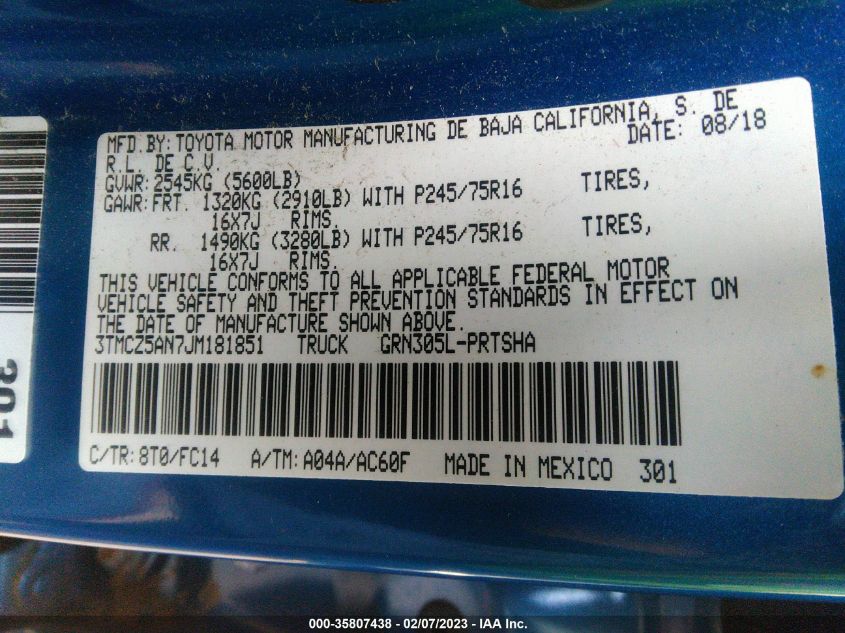 MFD.BY:TOYOTA MOTOR MANUFACTURING DE BAJA CALIFORNIA, S. DE
R.L. DE C.V. DATE: 08/18
GVWR:2545KG (5600LB)
GAWR:FRT. 1320KG (2910LB) WITH P245/75R16 TIRES,
16X7J RIMS.
RR. 1490KG (3280LB) WITH P245/75R16 TIRES,
16X7J RIMS.
THIS VEHICLE CONFORMS TO ALL APPLICABLE FEDERAL MOTOR
VEHICLE SAFETY AND THEFT PREVENTION STANDARDS IN EFFECT ON
THE DATE OF MANUFACTURE SHOWN ABOVE.
3TMCZ5AN7JM181851 TRUCK GRN305L-PRTSHA
C/TR:8T0/FC14 A/TM:A04A/AC60F MADE IN MEXICO 301
301
000-35807438 - 02/07/2023 - IAA Inc.